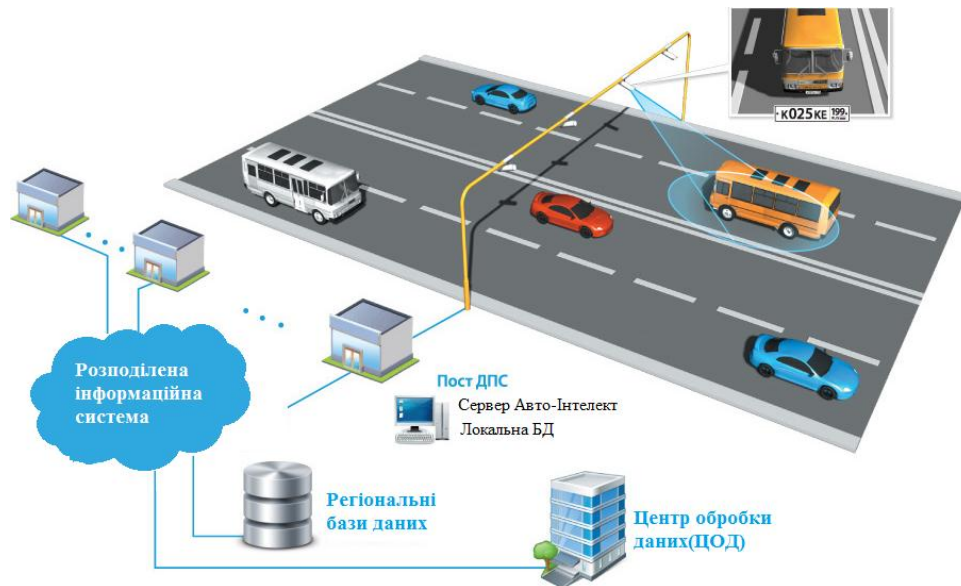 К025КЕ 199
Розподілена
інформаційна
система
Пост ДПС
Сервер Авто-Інтелект
Локальна БД
Регіональні
бази даних
Центр обробки
даних(ЦОД)